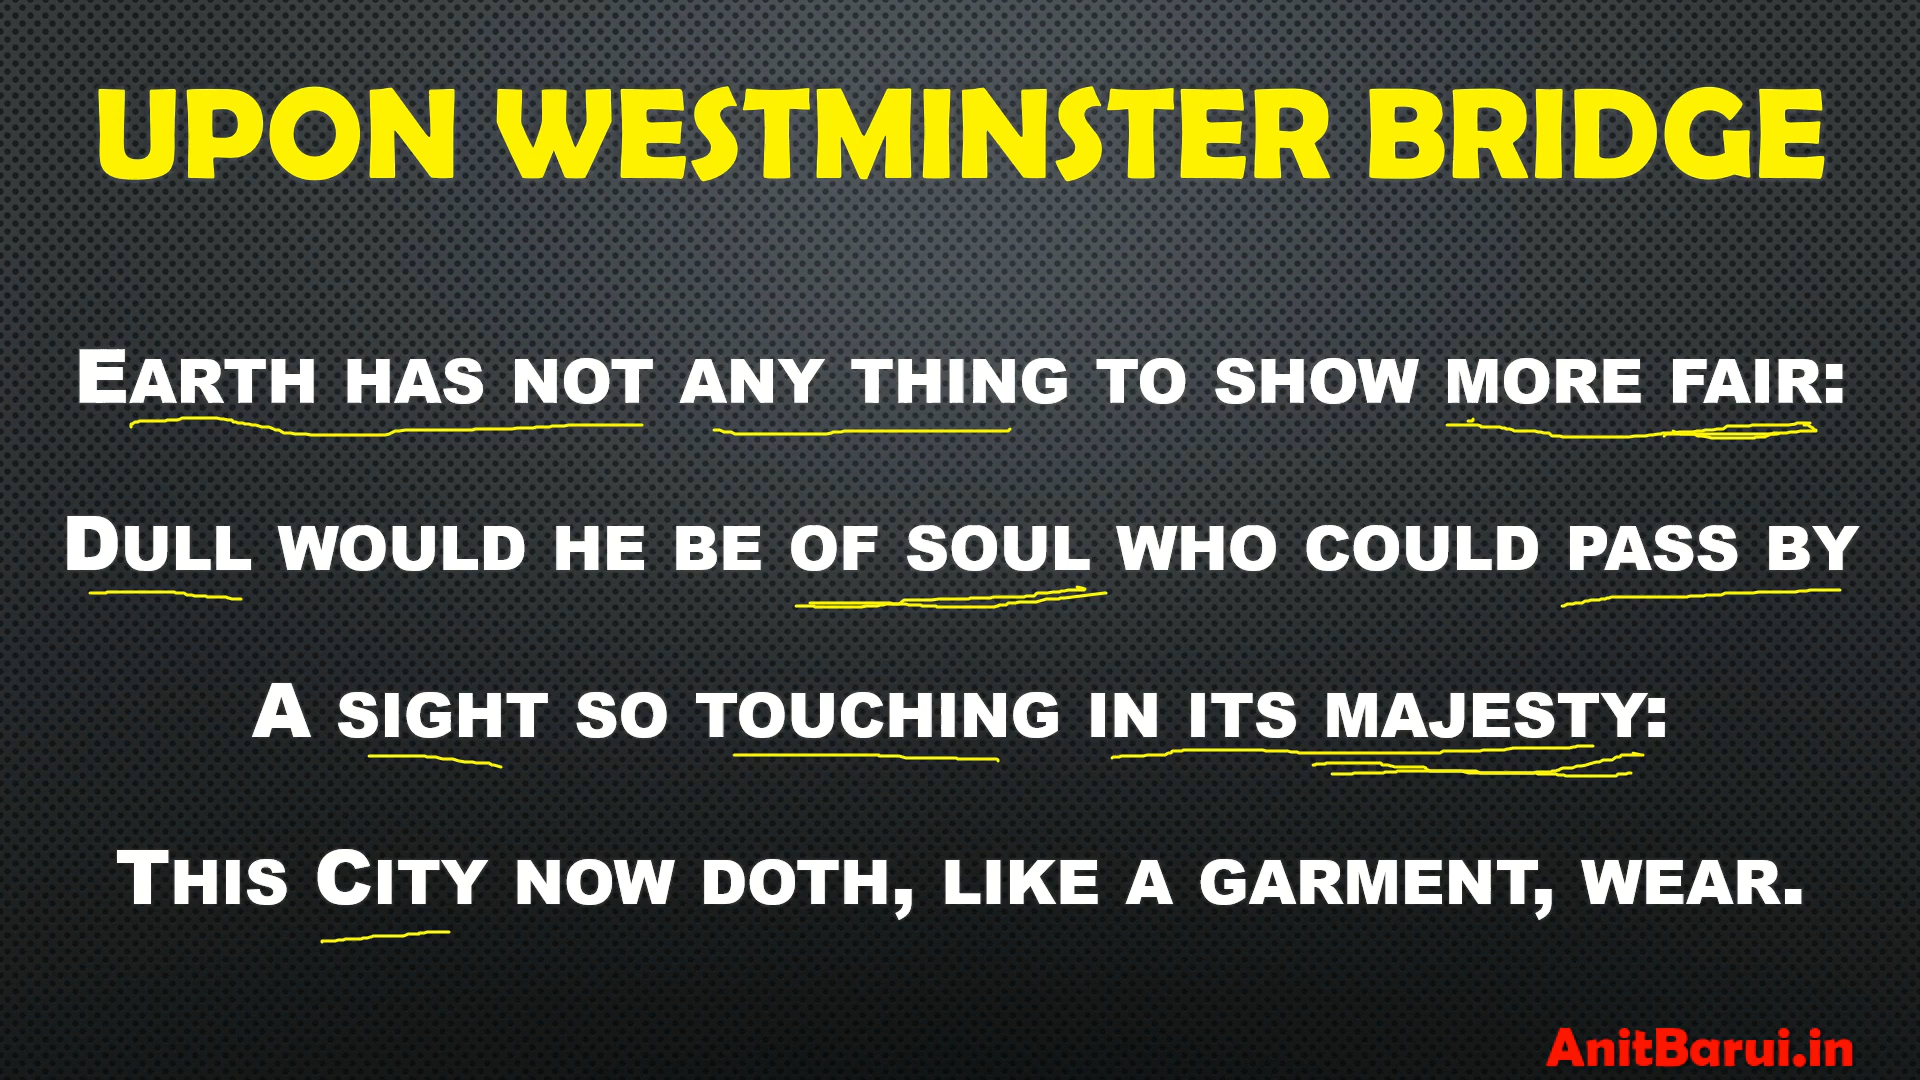 UPON WESTMINSTER BRIDGE
EARTH HAS NOT ANY THING TO SHOW MORE FAIR:
DULL WOULD HE BE OF SOUL WHO COULD PASS BY
A SIGHT SO TOUCHING IN ITS MAJESTY:
THIS CITY NOW DOTH, LIKE A GARMENT, WEAR.
AnitBarui.in